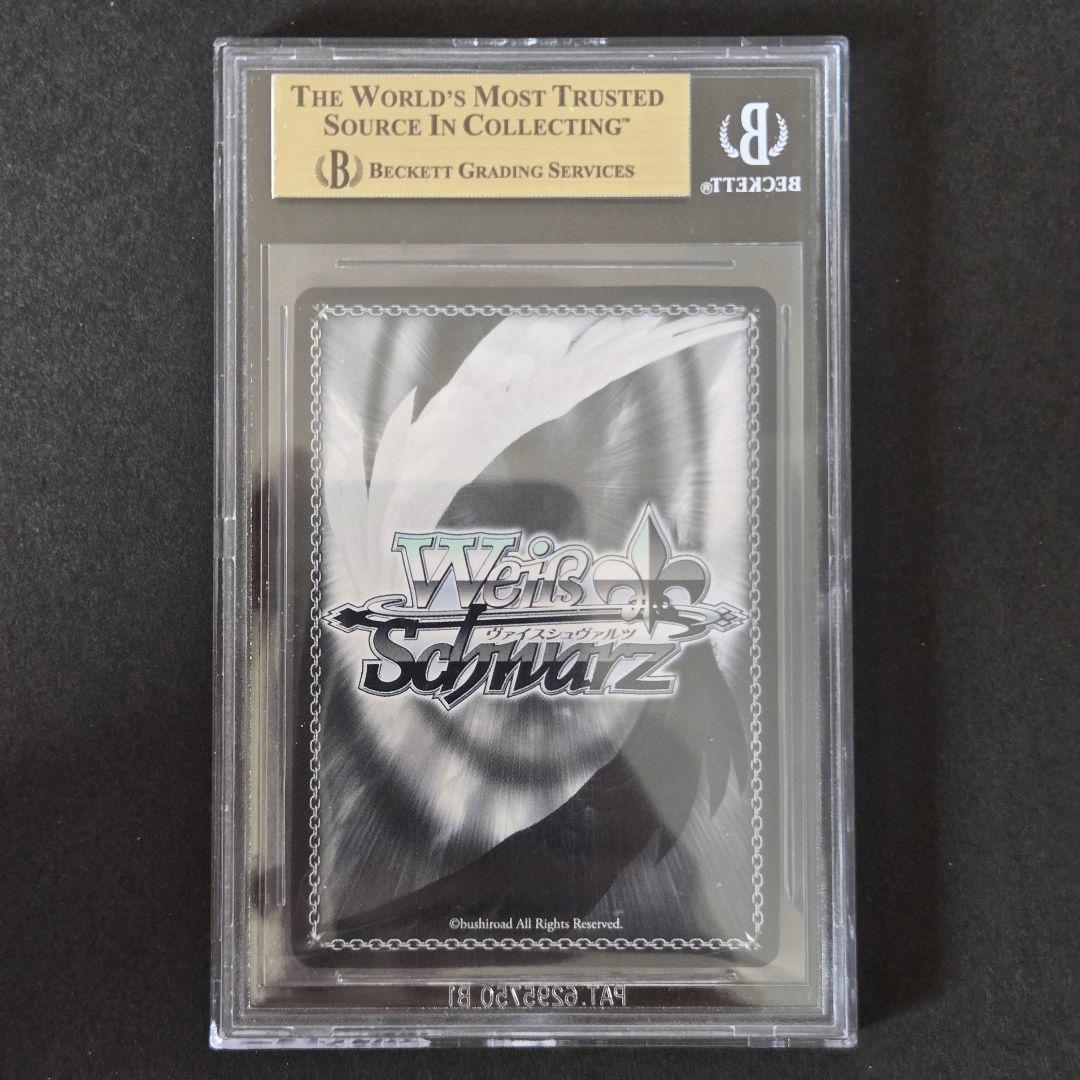 THE WORLD'S MOST TRUSTED
SOURCE IN COLLECTING™
B BECKETT GRADING SERVICES
B
BECKETT®
Weiß
ヴァイスシュヴァルツ
Schwarz
©bushiroad All Rights Reserved.
PAT. 6295750 B1